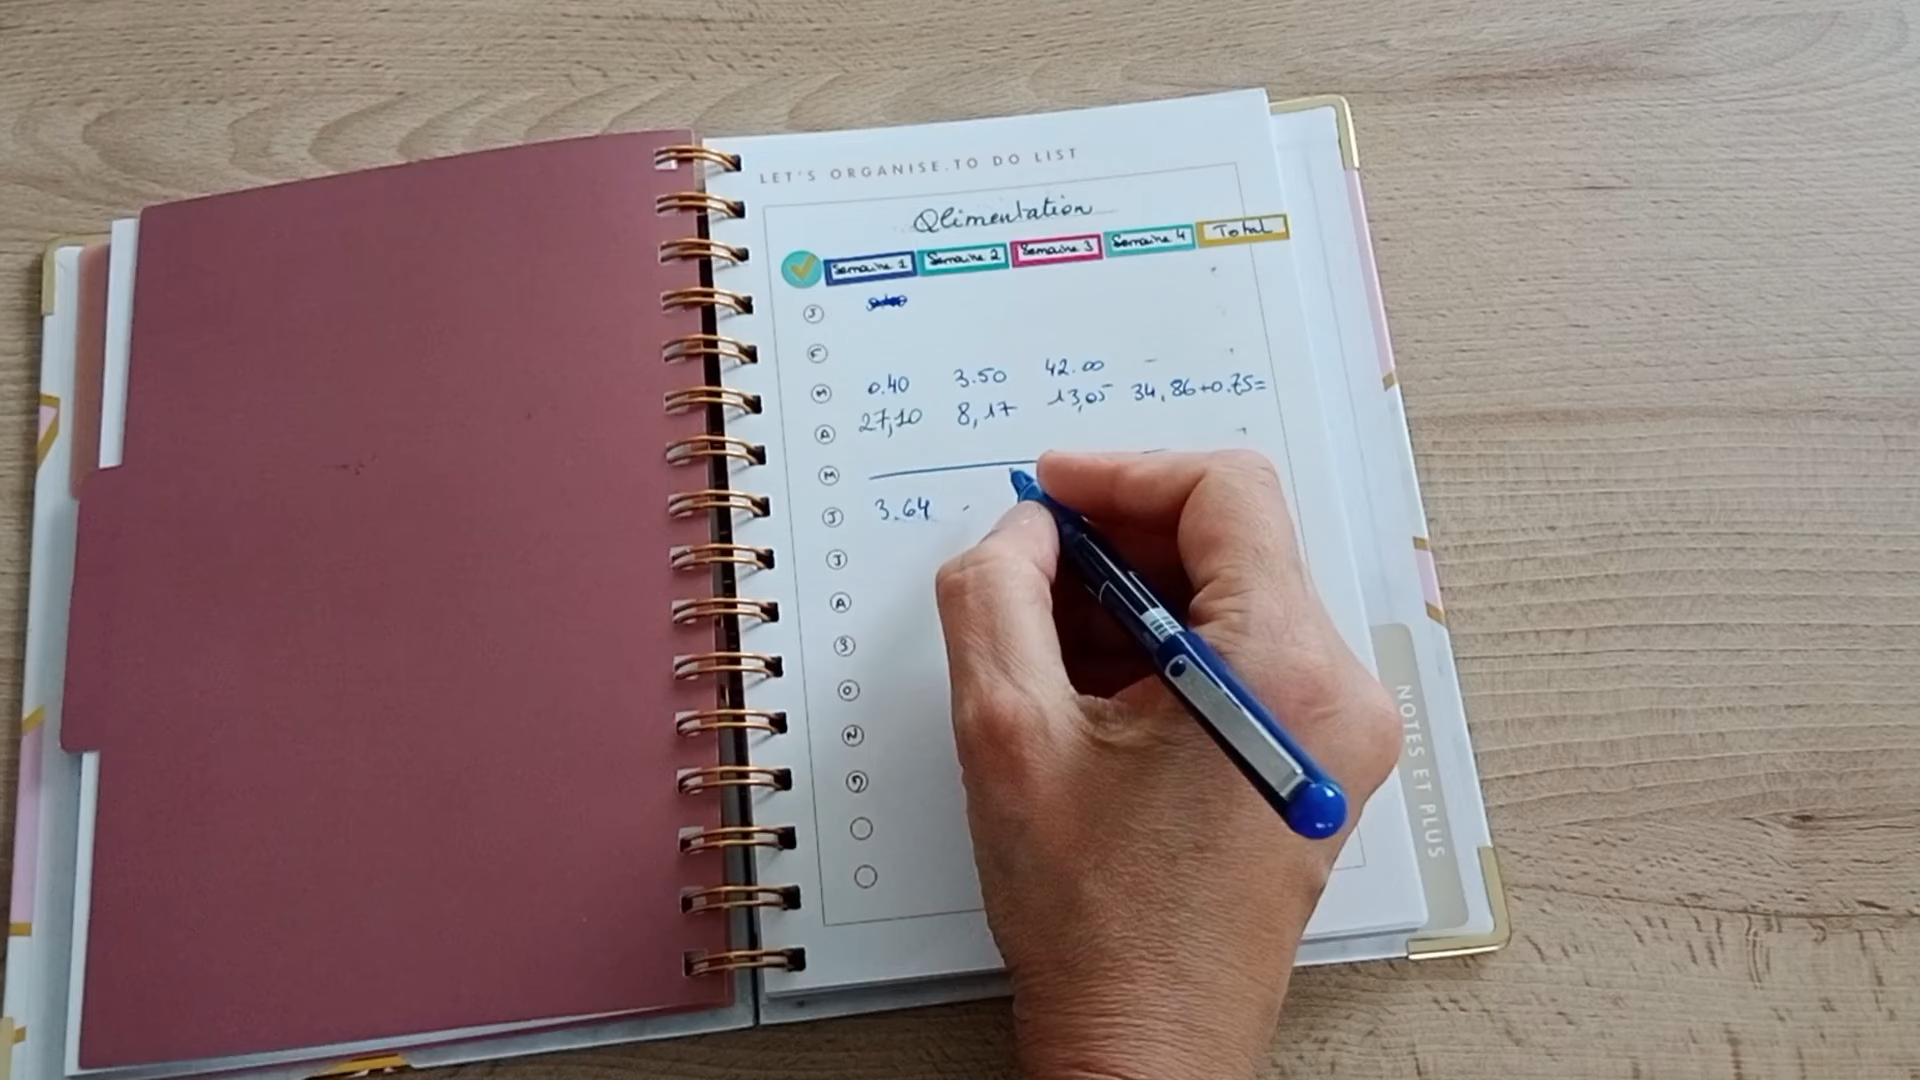 LET'S ORGANISE.TO DO LIST
Alimentation
Semaine 1 Semaine 2 Semaine 3 Semaine 4 Total
J
F
M 0.40 3.50 42.00 -
A 27,10 8,17 13,05 34,86+0.75=
M
J 3.64 -
J
A
S
O
N
D
NOTES ET PLUS